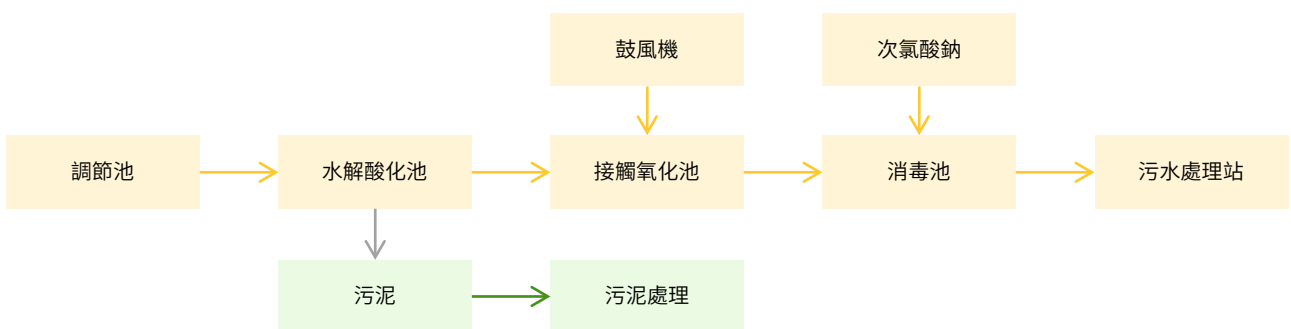 鼓風機
次氯酸鈉
調節池
水解酸化池
接觸氧化池
消毒池
污水處理站
污泥
污泥處理